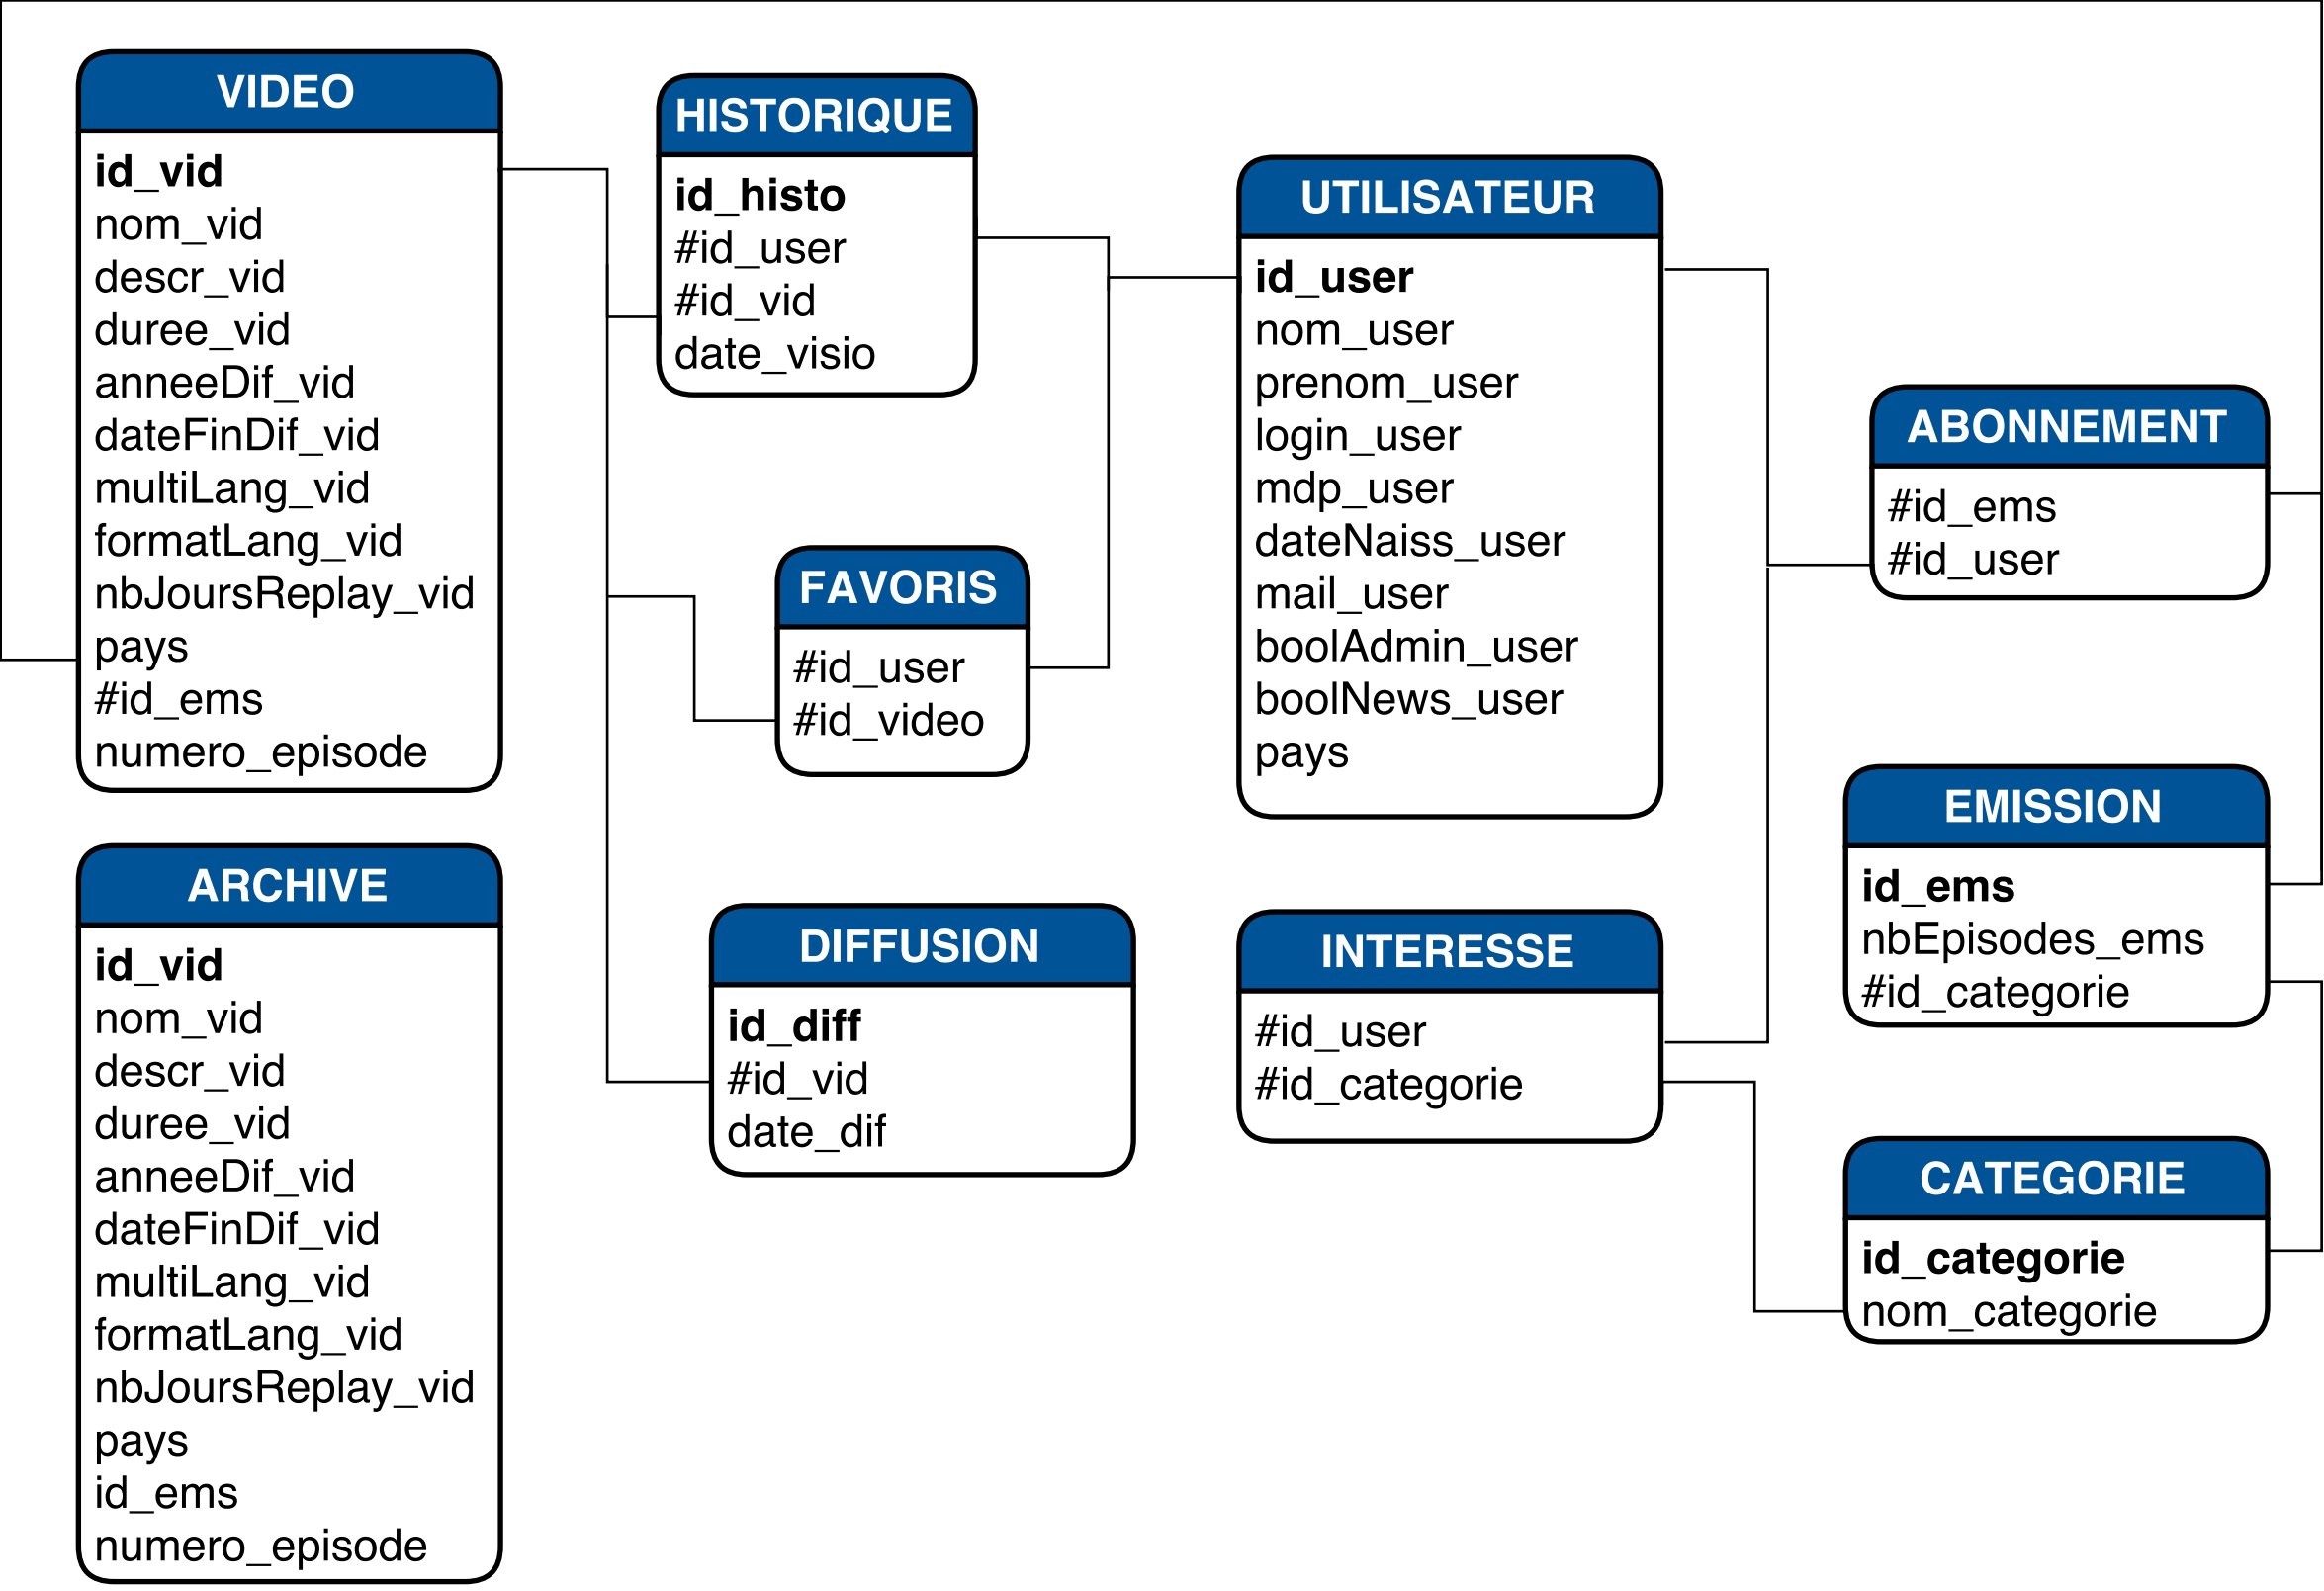 VIDEO
id_vid
nom_vid
descr_vid
duree_vid
anneeDif_vid
dateFinDif_vid
multiLang_vid
formatLang_vid
nbJoursReplay_vid
pays
#id_ems
numero_episode
ARCHIVE
id_vid
nom_vid
descr_vid
duree_vid
anneeDif_vid
dateFinDif_vid
multiLang_vid
formatLang_vid
nbJoursReplay_vid
pays
id_ems
numero_episode
HISTORIQUE
id_histo
#id_user
#id_vid
date_visio
FAVORIS
#id_user
#id_video
DIFFUSION
id_diff
#id_vid
date_dif
UTILISATEUR
id_user
nom_user
prenom_user
login_user
mdp_user
dateNaiss_user
mail_user
boolAdmin_user
boolNews_user
pays
INTERESSE
#id_user
#id_categorie
ABONNEMENT
#id_ems
#id_user
EMISSION
id_ems
nbEpisodes_ems
#id_categorie
CATEGORIE
id_categorie
nom_categorie